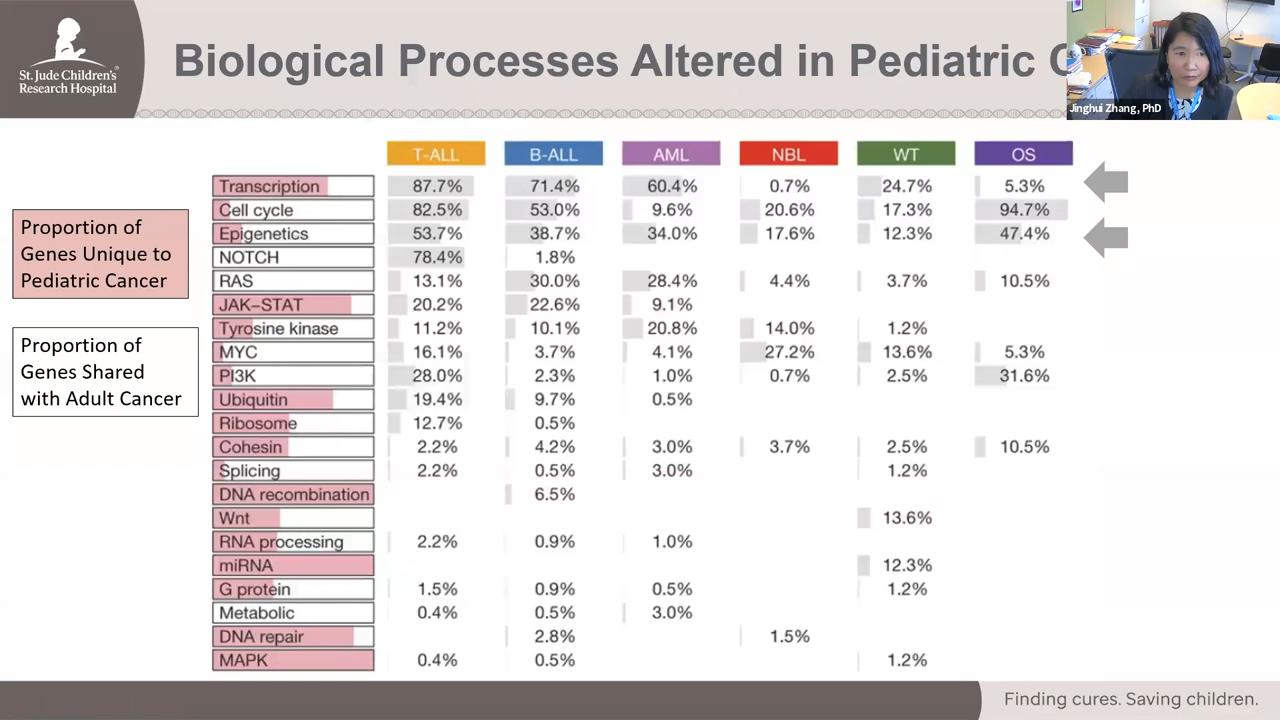 St. Jude Children's
Research Hospital
Biological Processes Altered in Pediatric
Jinghui Zhang, PhD
T-ALL B-ALL AML NBL WT OS
Transcription 87.7% 71.4% 60.4% 0.7% 24.7% 5.3%
Cell cycle 82.5% 53.0% 9.6% 20.6% 17.3% 94.7%
Epigenetics 53.7% 38.7% 34.0% 17.6% 12.3% 47.4%
NOTCH 78.4% 1.8%
RAS 13.1% 30.0% 28.4% 4.4% 3.7% 10.5%
JAK–STAT 20.2% 22.6% 9.1%
Tyrosine kinase 11.2% 10.1% 20.8% 14.0% 1.2%
MYC 16.1% 3.7% 4.1% 27.2% 13.6% 5.3%
PI3K 28.0% 2.3% 1.0% 0.7% 2.5% 31.6%
Ubiquitin 19.4% 9.7% 0.5%
Ribosome 12.7% 0.5%
Cohesin 2.2% 4.2% 3.0% 3.7% 2.5% 10.5%
Splicing 2.2% 0.5% 3.0% 1.2%
DNA recombination 6.5%
Wnt 13.6%
RNA processing 2.2% 0.9% 1.0%
miRNA 12.3%
G protein 1.5% 0.9% 0.5% 1.2%
Metabolic 0.4% 0.5% 3.0%
DNA repair 2.8% 1.5%
MAPK 0.4% 0.5% 1.2%
Proportion of
Genes Unique to
Pediatric Cancer
Proportion of
Genes Shared
with Adult Cancer
Finding cures. Saving children.